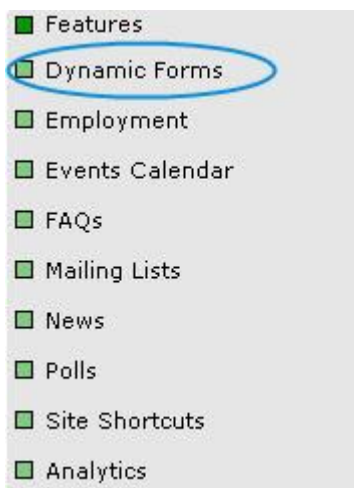 Features
Dynamic Forms
Employment
Events Calendar
FAQs
Mailing Lists
News
Polls
Site Shortcuts
Analytics